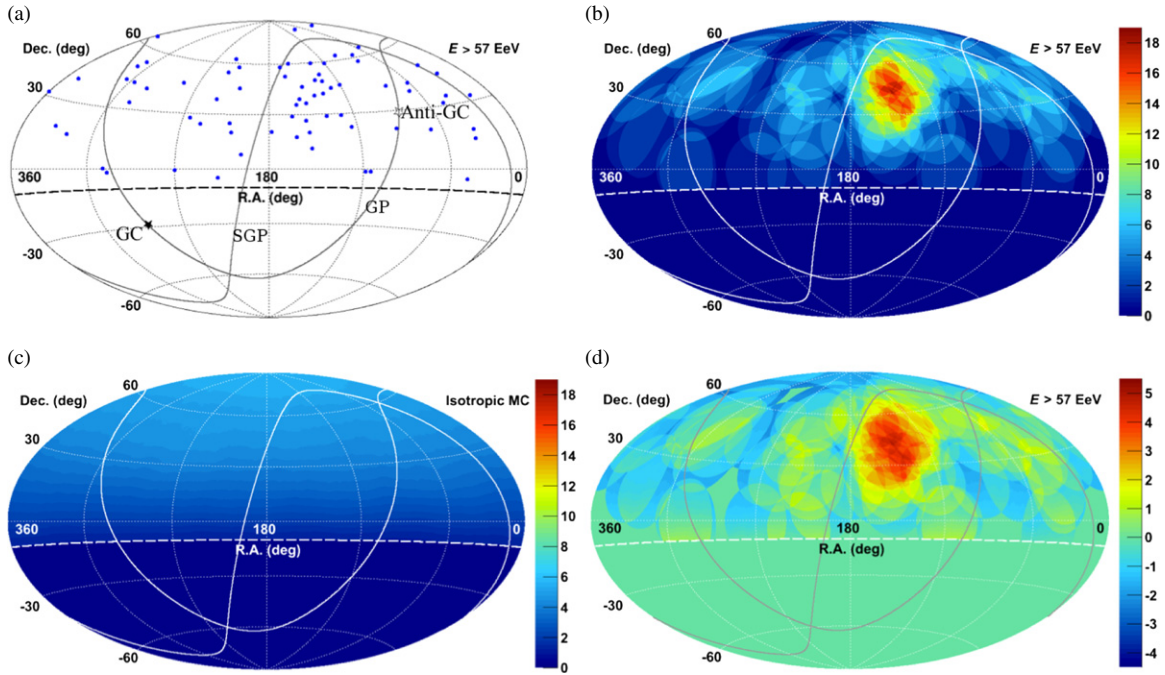 (a)
Dec. (deg)
60
E > 57 EeV
30
Anti-GC
360
180
0
R.A. (deg)
GP
GC
SGP
-30
-60
(b)
Dec. (deg)
60
E > 57 EeV
30
360
180
0
R.A. (deg)
-30
-60
18
16
14
12
10
8
6
4
2
0
(c)
Dec. (deg)
60
Isotropic MC
30
360
180
0
R.A. (deg)
-30
-60
18
16
14
12
10
8
6
4
2
0
(d)
Dec. (deg)
60
E > 57 EeV
30
360
180
0
R.A. (deg)
-30
-60
5
4
3
2
1
0
-1
-2
-3
-4